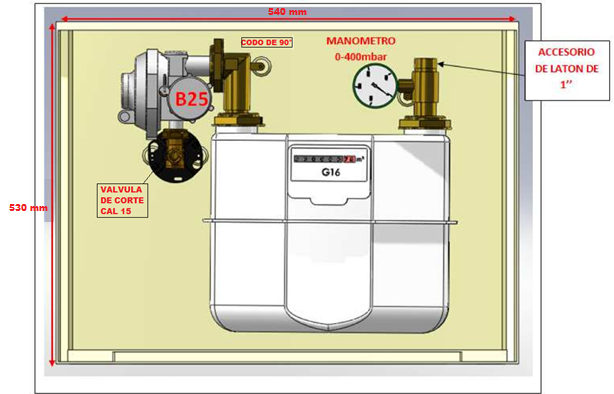 540 mm
CODO DE 90°
MANOMETRO
0-400mbar
ACCESORIO
DE LATON DE
1’’
B25
m³
G16
VALVULA
DE CORTE
CAL 15
530 mm